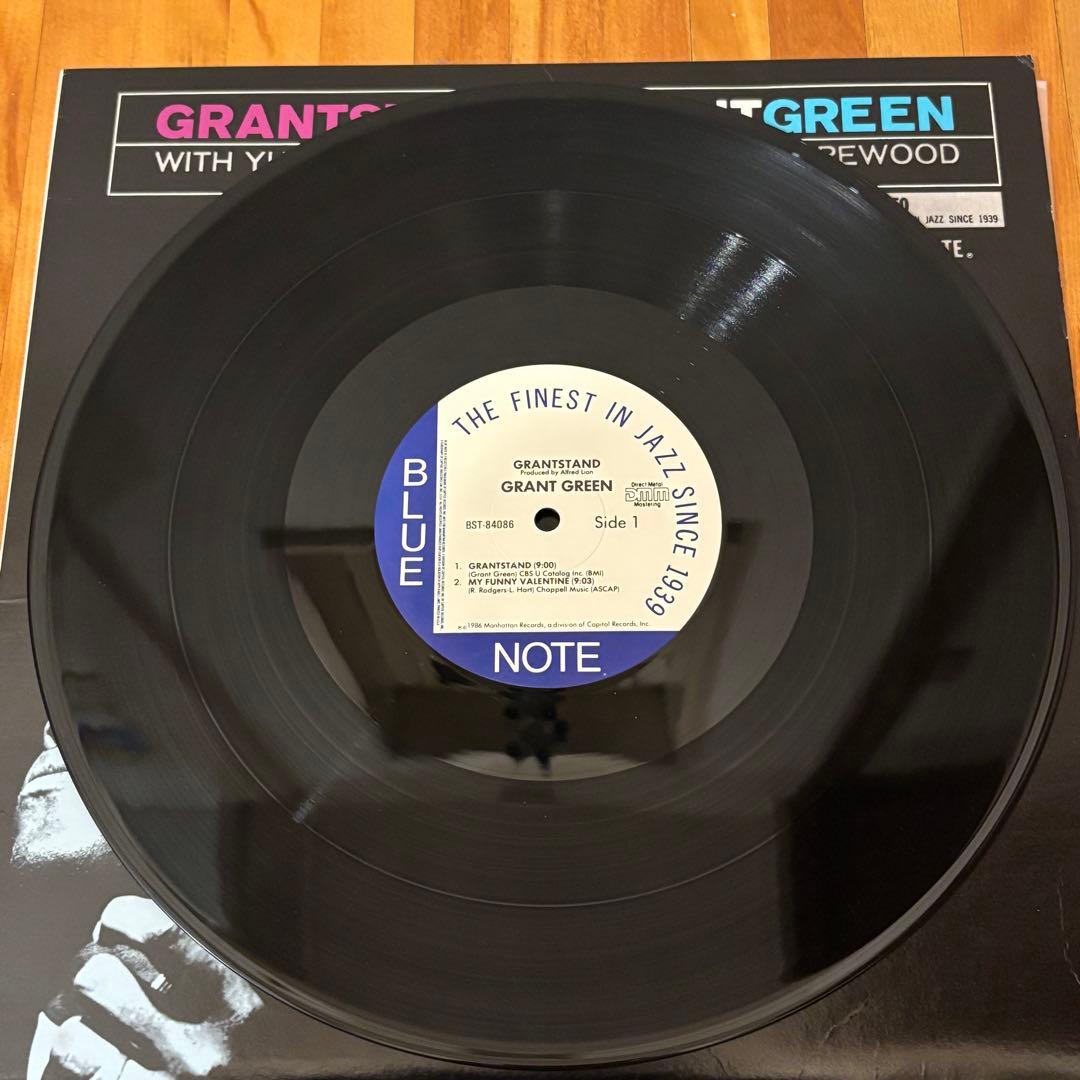 GRANTS
TGREEN
WITH YU
REWOOD
JAZZ SINCE 1939
TE.
THE FINEST IN JAZZ SINCE 1939
BLUE
NOTE
GRANTSTAND
Produced by Alfred Lion
GRANT GREEN
Direct Metal
DMM
Mastering
BST-84086
Side 1
1. GRANTSTAND (9:00)
(Grant Green) CBS U Catalog Inc. (BMI)
2. MY FUNNY VALENTINE (9:03)
(R. Rodgers-L. Hart) Chappell Music (ASCAP)
℗© 1986 Manhattan Records, a division of Capitol Records, Inc.